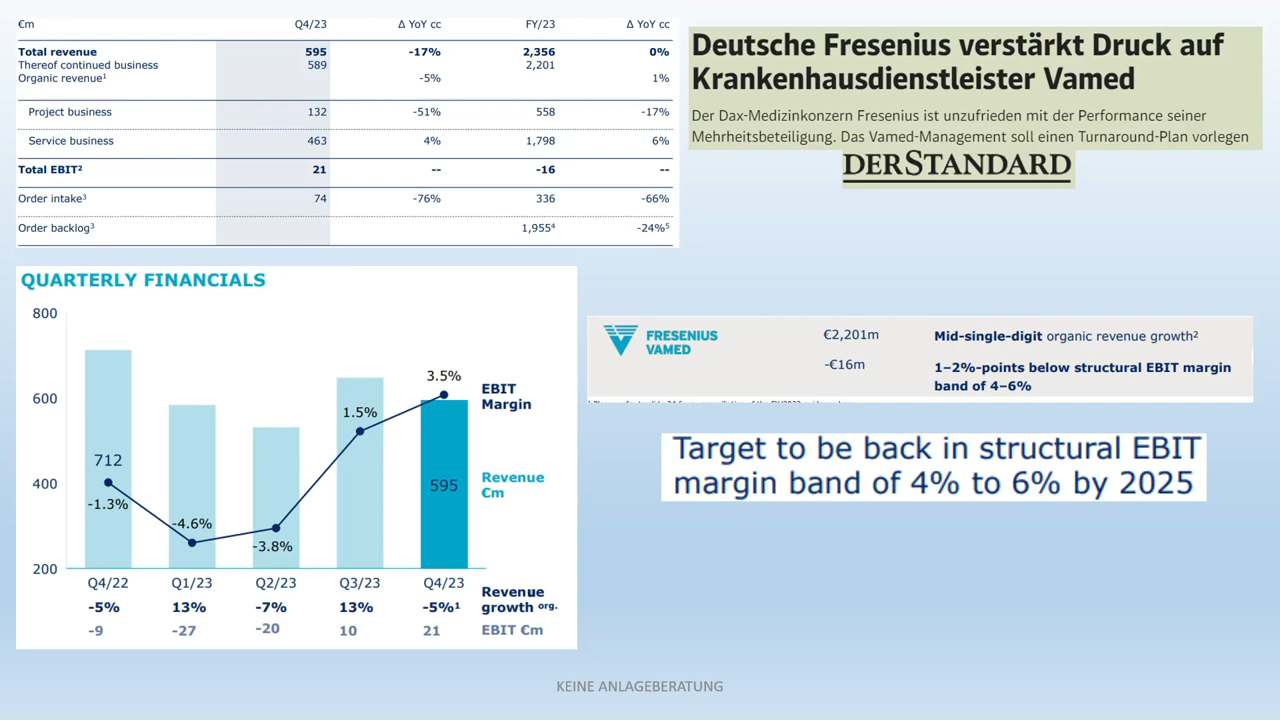 €m Q4/23 Δ YoY cc FY/23 Δ YoY cc
Total revenue 595 -17% 2,356 0%
Thereof continued business 589 2,201
Organic revenue¹ -5% 1%
Project business 132 -51% 558 -17%
Service business 463 4% 1,798 6%
Total EBIT² 21 -- -16 --
Order intake³ 74 -76% 336 -66%
Order backlog³ 1,955⁴ -24%⁵
Deutsche Fresenius verstärkt Druck auf
Krankenhausdienstleister Vamed
Der Dax-Medizinkonzern Fresenius ist unzufrieden mit der Performance seiner
Mehrheitsbeteiligung. Das Vamed-Management soll einen Turnaround-Plan vorlegen
DERSTANDARD
QUARTERLY FINANCIALS
800
600
400
200
712
-1.3%
-4.6%
-3.8%
1.5%
3.5%
595
EBIT
Margin
Revenue
€m
Q4/22 Q1/23 Q2/23 Q3/23 Q4/23
-5% 13% -7% 13% -5%¹
Revenue
growth org.
-9 -27 -20 10 21 EBIT €m
FRESENIUS
VAMED
€2,201m Mid-single-digit organic revenue growth²
-€16m 1–2%-points below structural EBIT margin
band of 4–6%
Target to be back in structural EBIT
margin band of 4% to 6% by 2025
KEINE ANLAGEBERATUNG